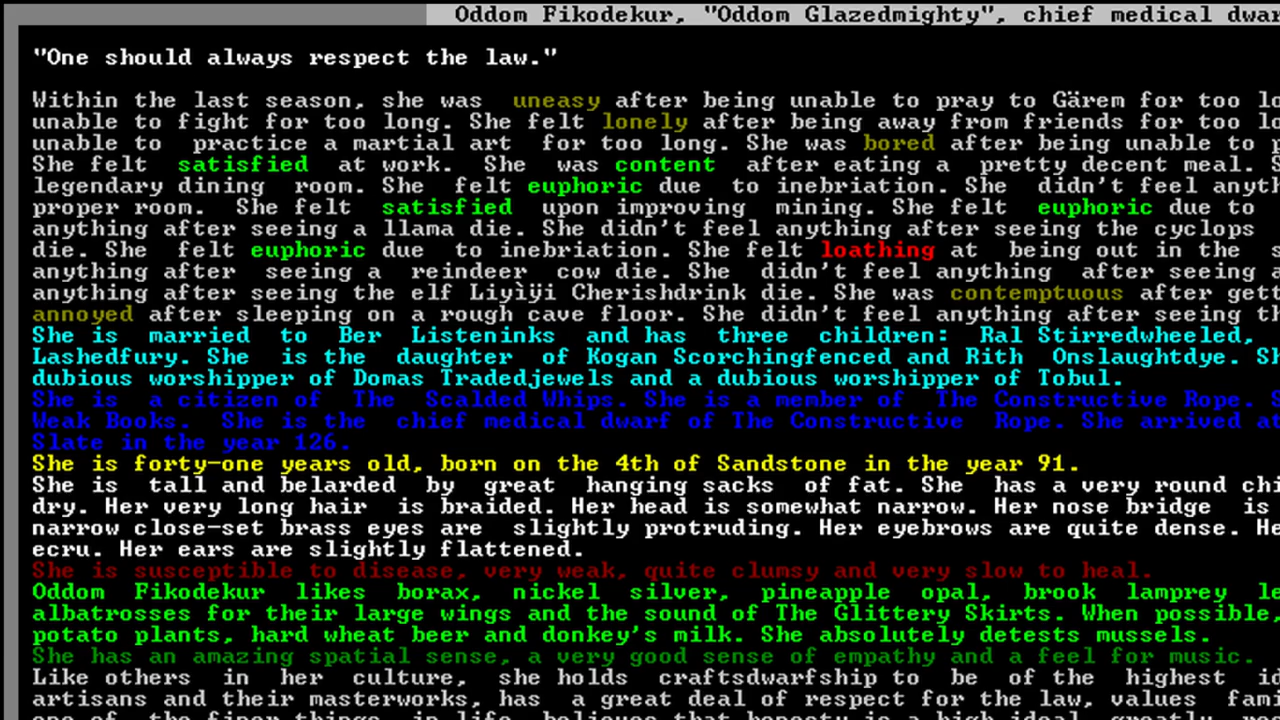 Oddom Fikodekur, "Oddom Glazedmighty", chief medical
"One should always respect the law."
Within the last season, she was uneasy after being unable to pray to Gärem for too
unable to fight for too long. She felt lonely after being away from friends for too
unable to practice a martial art for too long. She was bored after being unable to
She felt satisfied at work. She was content after eating a pretty decent meal.
legendary dining room. She felt euphoric due to inebriation. She didn't feel
proper room. She felt satisfied upon improving mining. She felt euphoric due to
anything after seeing a llama die. She didn't feel anything after seeing the cyclops
die. She felt euphoric due to inebriation. She felt loathing at being out in the
anything after seeing a reindeer cow die. She didn't feel anything after seeing
anything after seeing the elf Liyìÿi Cherishdrink die. She was contemptuous after
annoyed after sleeping on a rough cave floor. She didn't feel anything after seeing
She is married to Ber Listeninks and has three children: Ral Stirredwheeled,
Lashedfury. She is the daughter of Kogan Scorchingfenced and Rith Onslaughtdye.
dubious worshipper of Domas Tradedjewels and a dubious worshipper of Tobul.
She is a citizen of The Scalded Whips. She is a member of The Constructive Rope.
Weak Books. She is the chief medical dwarf of The Constructive Rope. She arrived at
Slate in the year 126.
She is forty-one years old, born on the 4th of Sandstone in the year 91.
She is tall and belarded by great hanging sacks of fat. She has a very round
dry. Her very long hair is braided. Her head is somewhat narrow. Her nose bridge is
narrow close-set brass eyes are slightly protruding. Her eyebrows are quite dense.
ecru. Her ears are slightly flattened.
She is susceptible to disease, very weak, quite clumsy and very slow to heal.
Oddom Fikodekur likes borax, nickel silver, pineapple opal, brook lamprey
albatrosses for their large wings and the sound of The Glittery Skirts. When possible,
potato plants, hard wheat beer and donkey's milk. She absolutely detests mussels.
She has an amazing spatial sense, a very good sense of empathy and a feel for music.
Like others in her culture, she holds craftsdwarfship to be of the highest
artisans and their masterworks, has a great deal of respect for the law, values
one of the finer things in life, believes that honesty is a high ideal, greatly